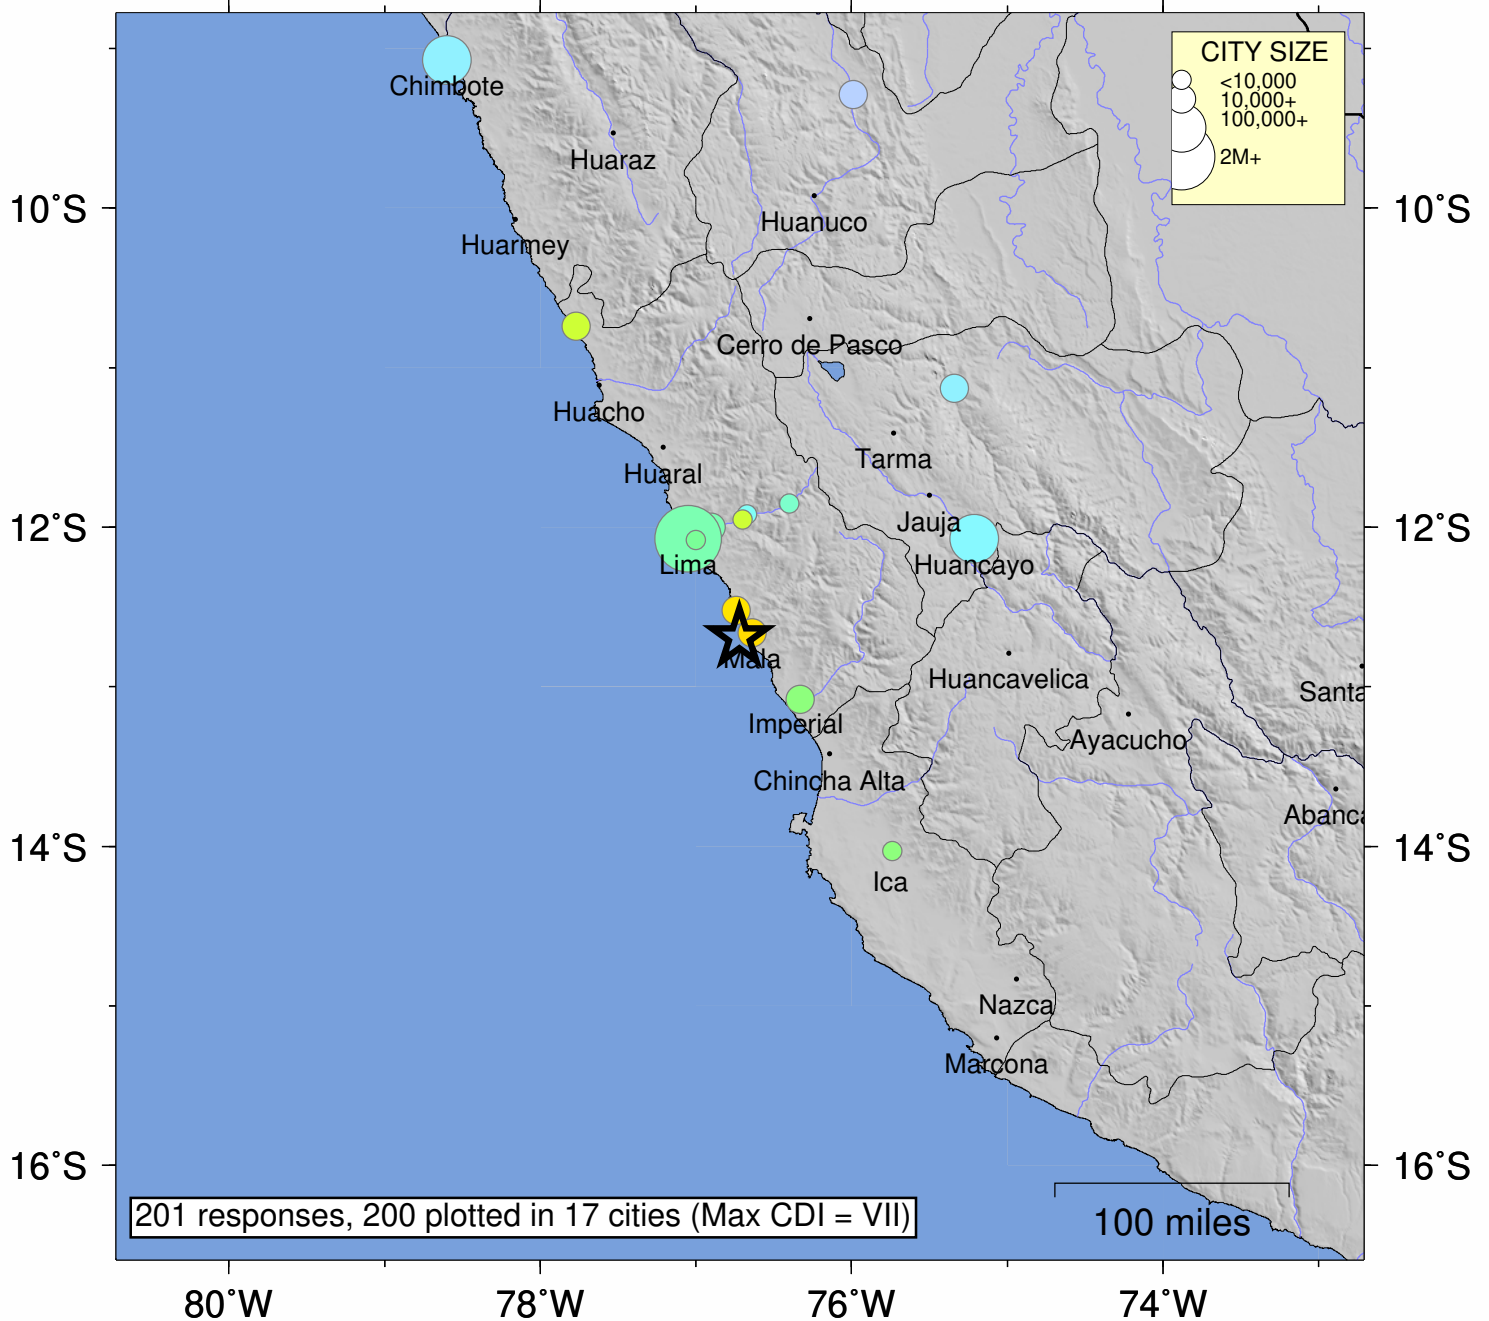 CITY SIZE
<10,000
10,000+
100,000+
2M+
Chimbote
Huaraz
Huanuco
10°S
10°S
Huarmey
Cerro de Pasco
Huacho
Tarma
Huaral
12°S
12°S
Jauja
Lima
Huancayo
Mala
Huancavelica
Santa
Imperial
Ayacucho
Chincha Alta
Abanca
14°S
14°S
Ica
Nazca
Marcona
16°S
16°S
201 responses, 200 plotted in 17 cities (Max CDI = VII)
100 miles
80°W
78°W
76°W
74°W